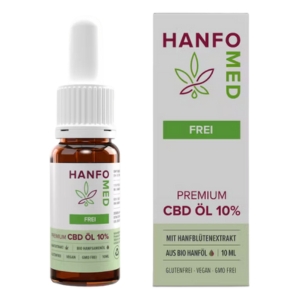 HANFO
MED
FREI
PREMIUM
CBD ÖL 10%
MIT HANFBLÜTENEXTRAKT
AUS BIO HANFÖL | 10 ML
GLUTENFREI - VEGAN - GMO FREI
HANFO
MED
FREI
PREMIUM CBD ÖL 10%